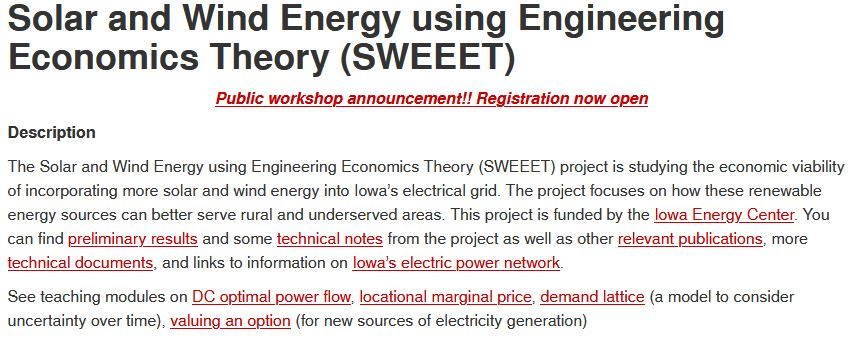 Solar and Wind Energy using Engineering
Economics Theory (SWEEET)
Public workshop announcement!! Registration now open
Description
The Solar and Wind Energy using Engineering Economics Theory (SWEEET) project is studying the economic viability
of incorporating more solar and wind energy into Iowa's electrical grid. The project focuses on how these renewable
energy sources can better serve rural and underserved areas. This project is funded by the Iowa Energy Center. You
can find preliminary results and some technical notes from the project as well as other relevant publications, more
technical documents, and links to information on Iowa's electric power network.
See teaching modules on DC optimal power flow, locational marginal price, demand lattice (a model to consider
uncertainty over time), valuing an option (for new sources of electricity generation)